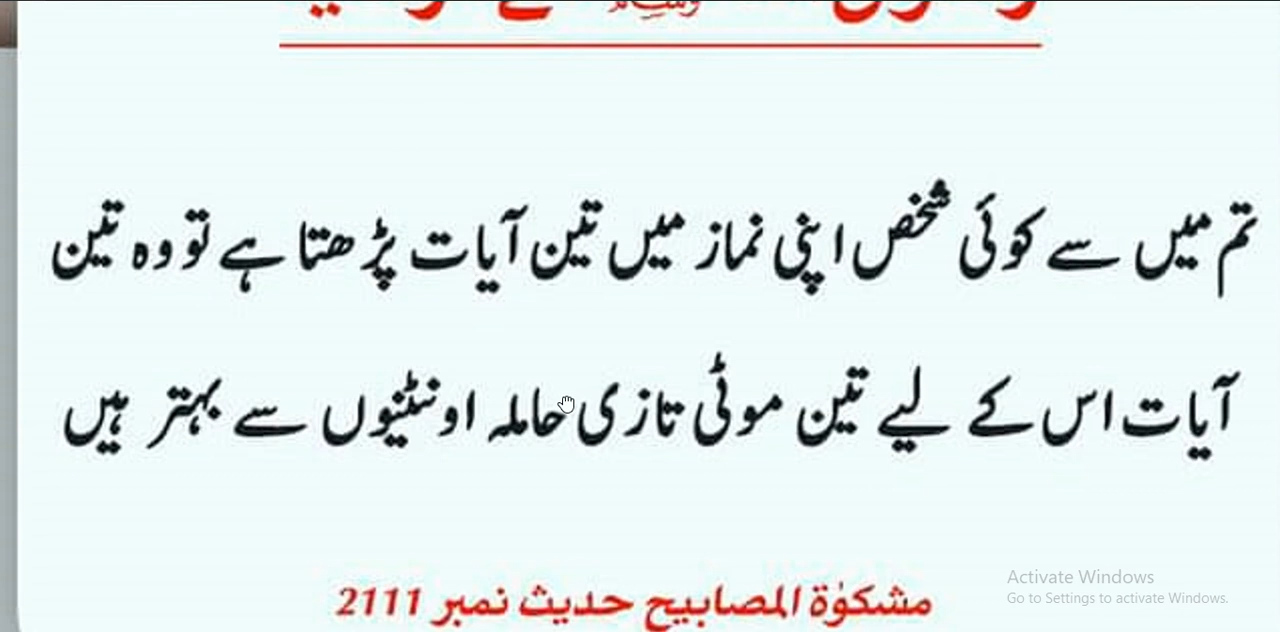 تم میں سے کوئی شخص اپنی نماز میں تین آیات پڑھتا ہے تو وہ تین
آیات اس کے لیے تین موٹی تازی حاملہ اونٹنیوں سے بہتر ہیں
مشکوٰۃ المصابیح حدیث نمبر 2111
Activate Windows
Go to Settings to activate Windows.